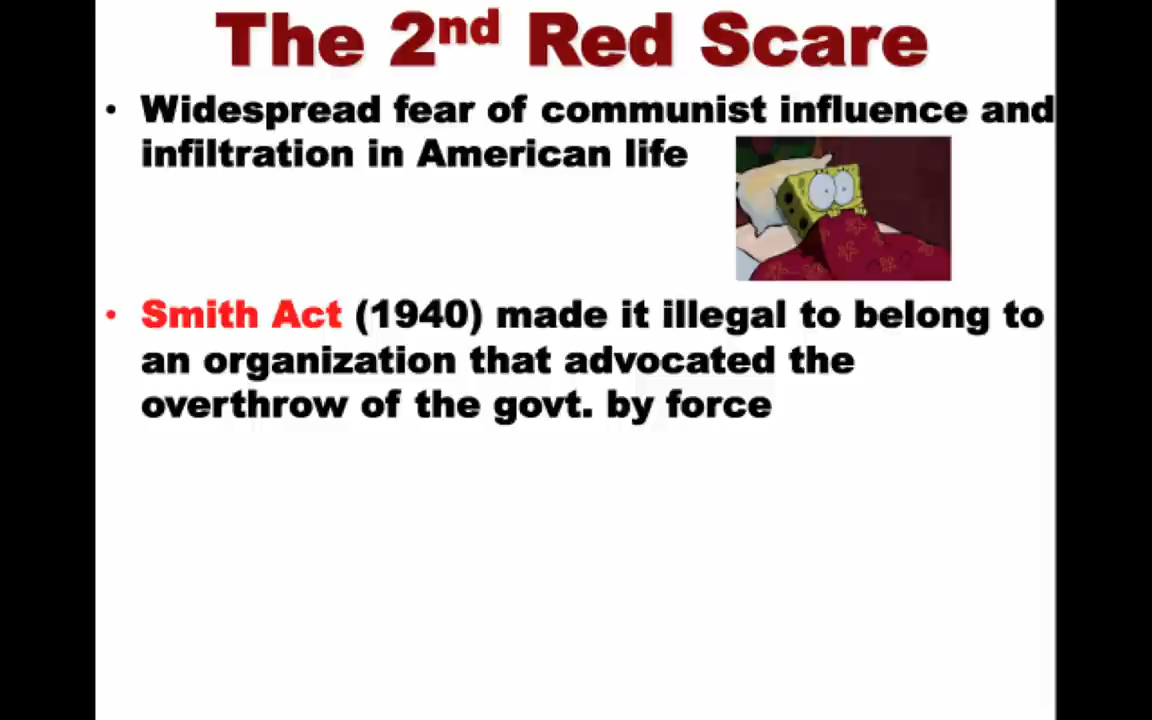 The 2nd Red Scare
• Widespread fear of communist influence and
infiltration in American life
• Smith Act (1940) made it illegal to belong to
an organization that advocated the
overthrow of the govt. by force